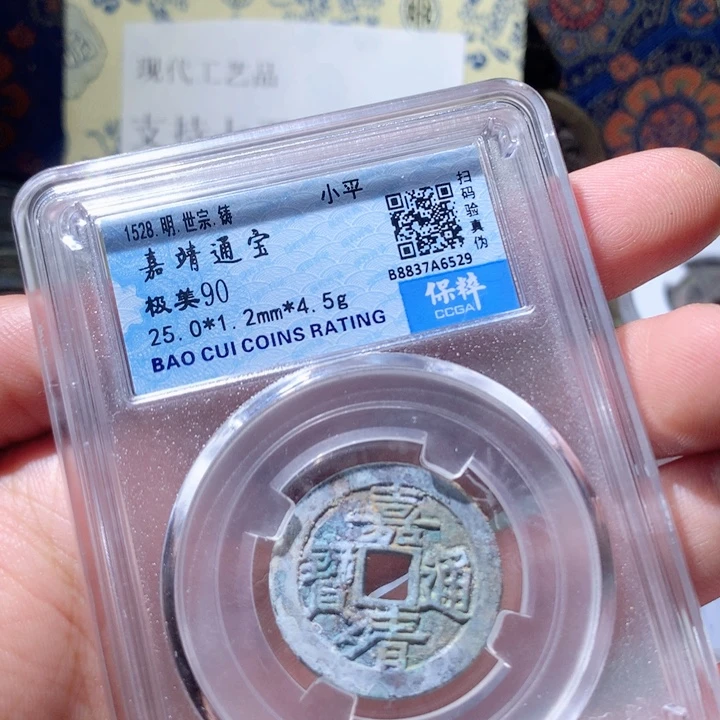 现代工艺品
支持
1528.明.世宗.铸
小平
嘉靖通宝
极美90
25.0*1.2mm*4.5g
BAO CUI COINS RATING
扫码验真伪
B8837A6529
保粹
CCGA
嘉靖通寶